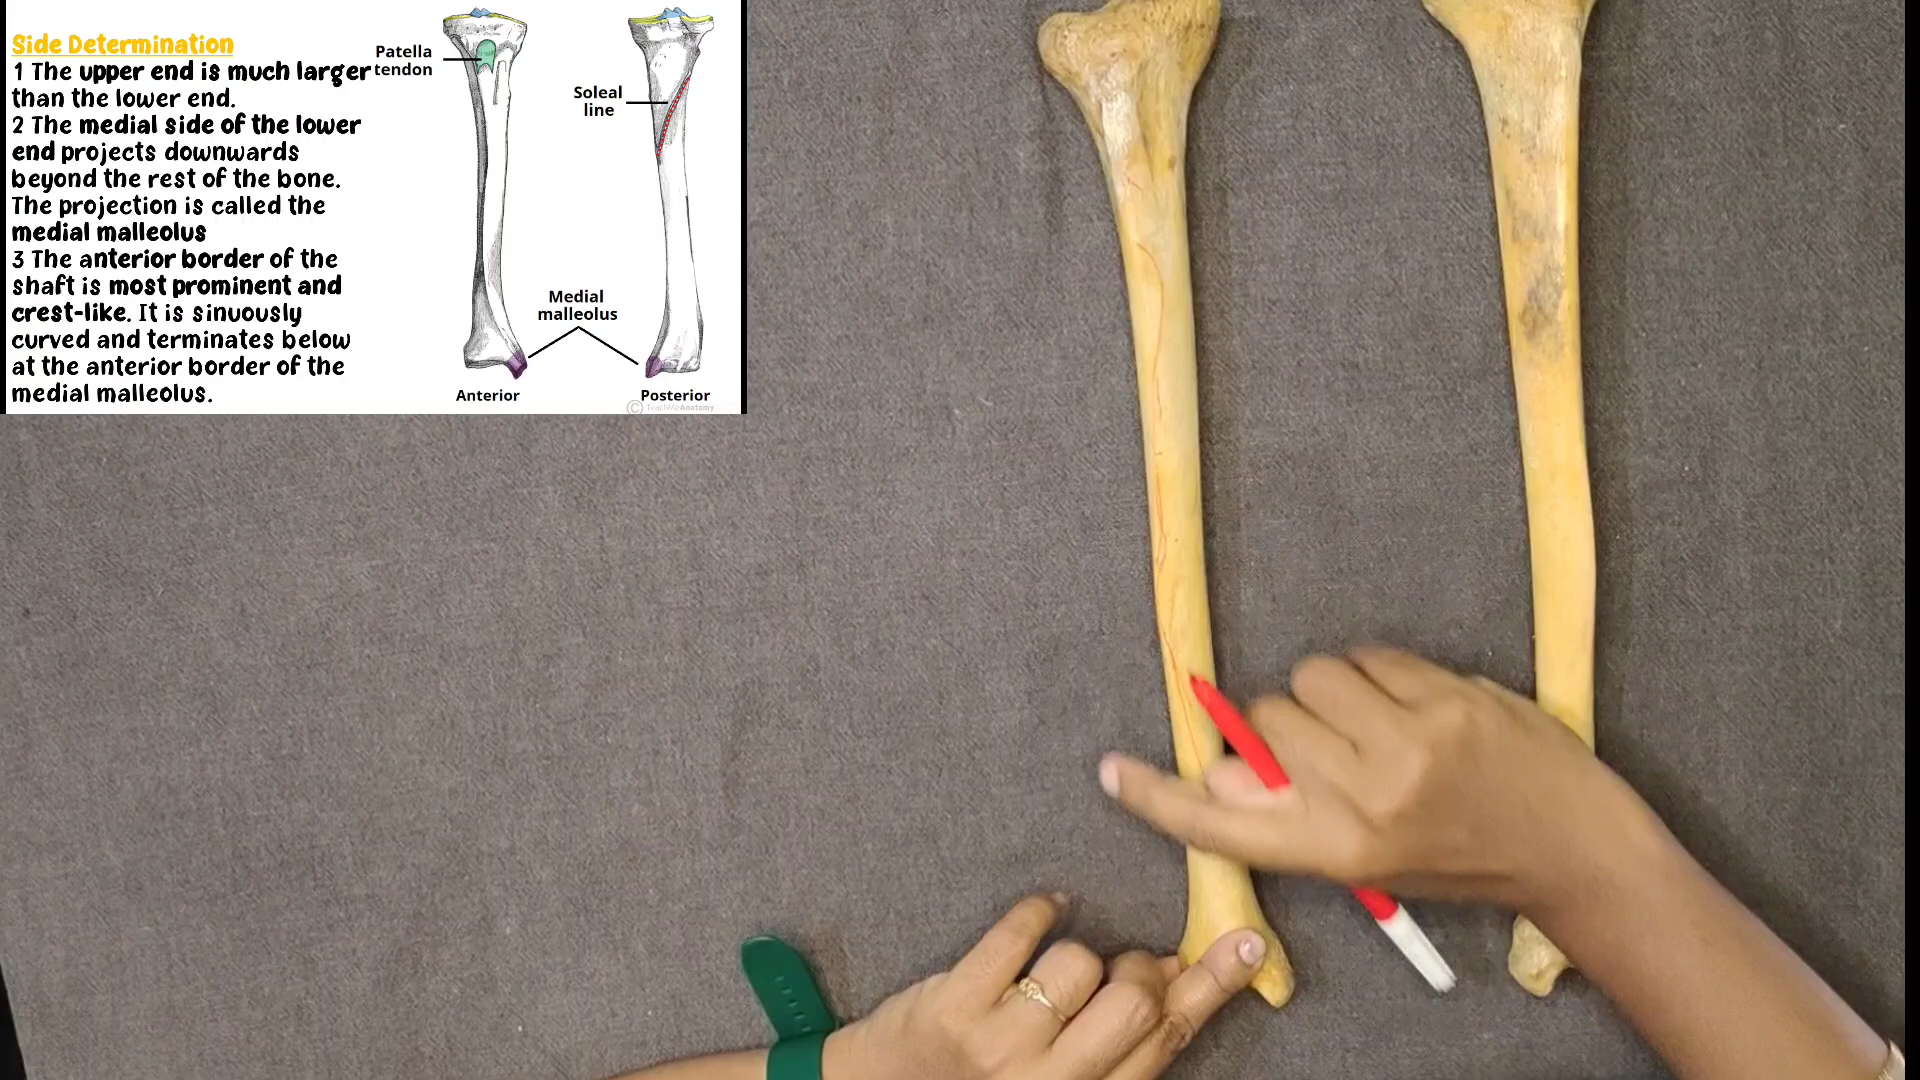 Side Determination
1 The upper end is much larger
than the lower end.
2 The medial side of the lower
end projects downwards
beyond the rest of the bone.
The projection is called the
medial malleolus
3 The anterior border of the
shaft is most prominent and
crest-like. It is sinuously
curved and terminates below
at the anterior border of the
medial malleolus.
Patella
tendon
Soleal
line
Medial
malleolus
Anterior
Posterior
© TeachMeAnatomy